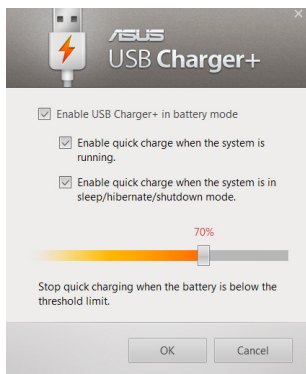 ASUS
USB Charger+
Enable USB Charger+ in battery mode
Enable quick charge when the system is
running.
Enable quick charge when the system is in
sleep/hibernate/shutdown mode.
70%
Stop quick charging when the battery is below the
threshold limit.
OK
Cancel